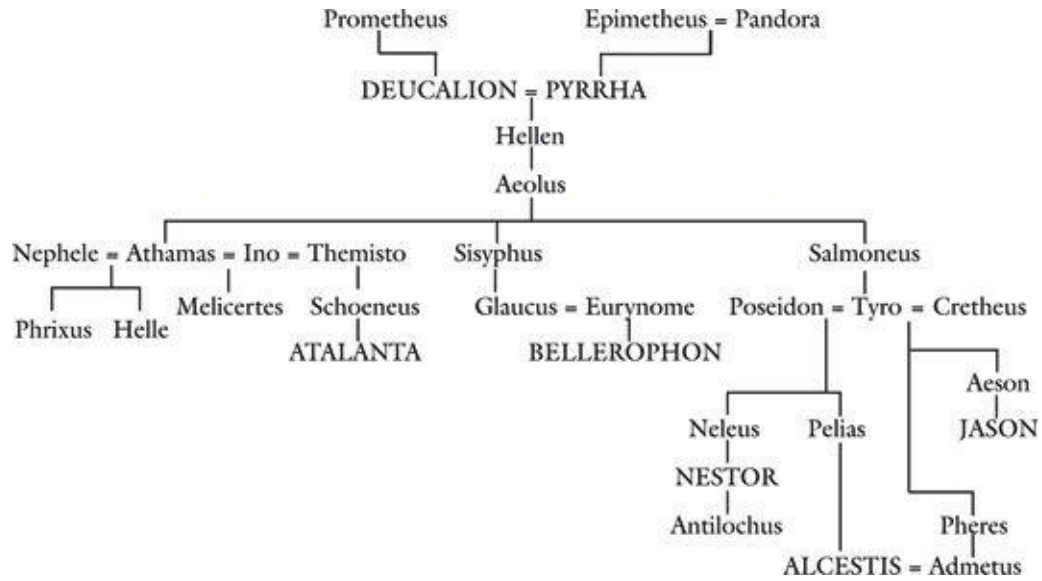 Prometheus Epimetheus = Pandora
DEUCALION = PYRRHA
Hellen
Aeolus
Nephele = Athamas = Ino = Themisto Sisyphus Salmoneus
Melicertes Schoeneus Glaucus = Eurynome Poseidon = Tyro = Cretheus
Phrixus Helle
ATALANTA BELLEROPHON
Aeson
Neleus Pelias JASON
NESTOR
Antilochus Pheres
ALCESTIS = Admetus